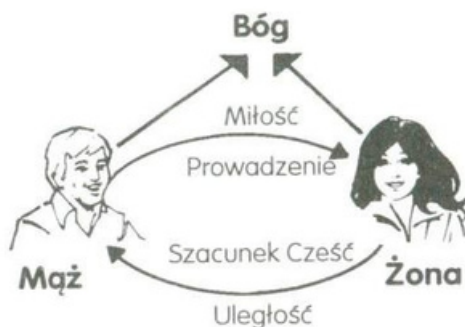 Bóg
Miłość
Prowadzenie
Mąż
Żona
Szacunek Cześć
Uległość